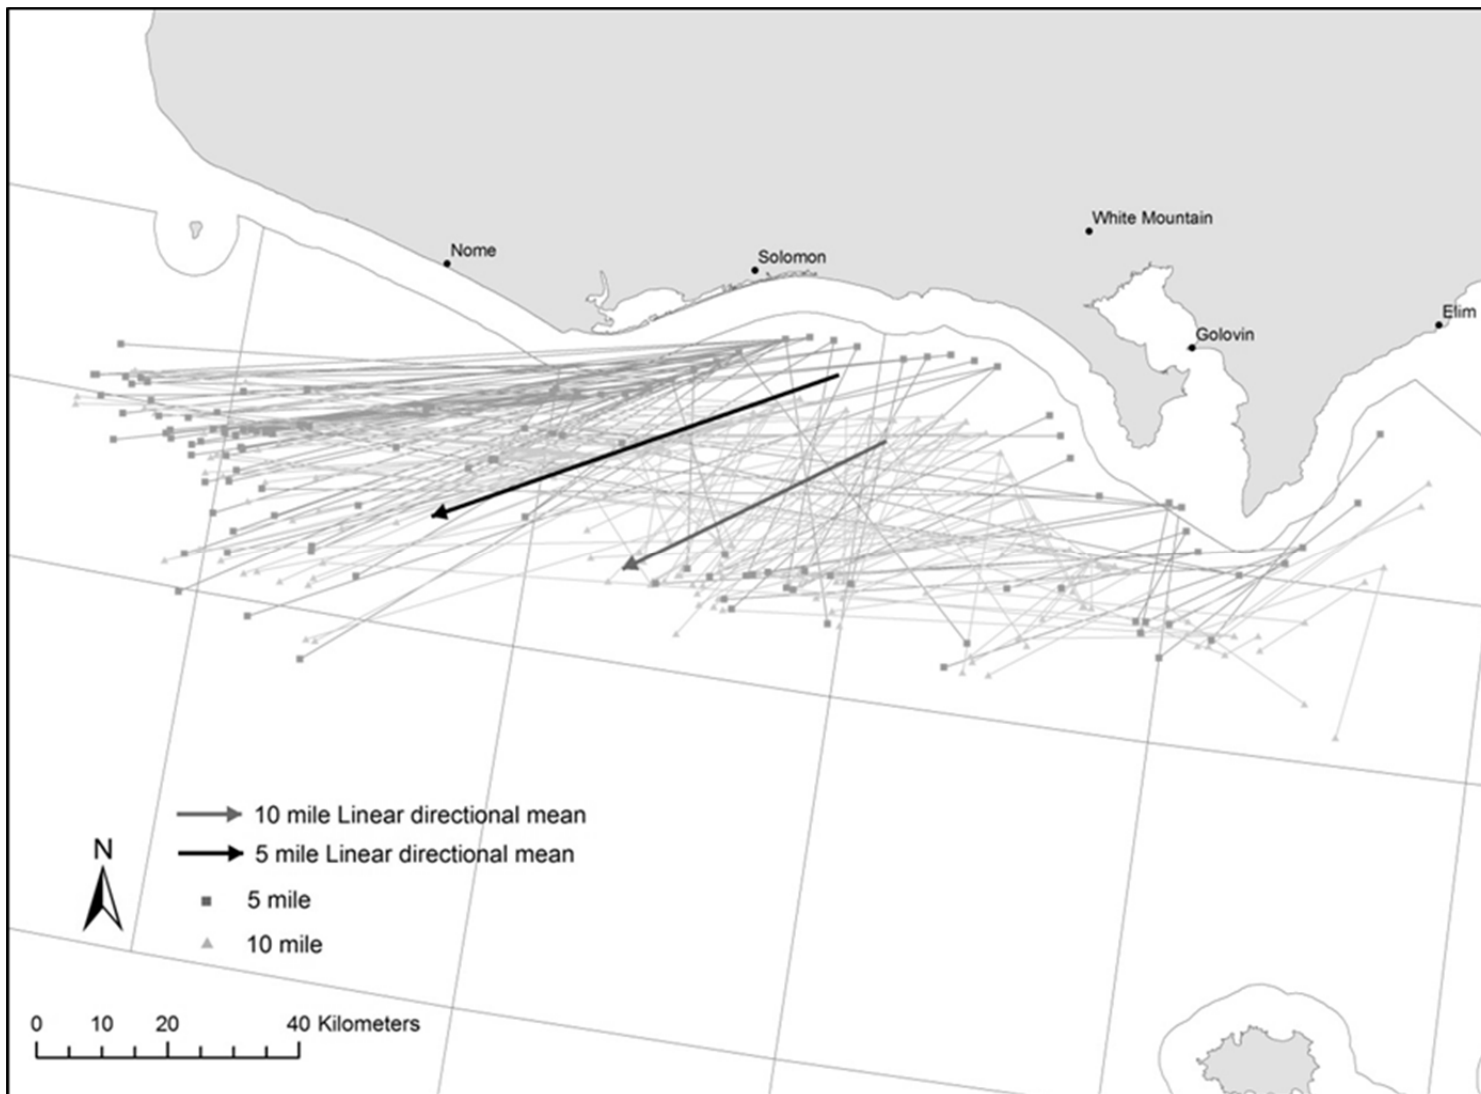 White Mountain
Nome
Solomon
Elim
Golovin
10 mile Linear directional mean
5 mile Linear directional mean
N
5 mile
10 mile
0 10 20 40 Kilometers